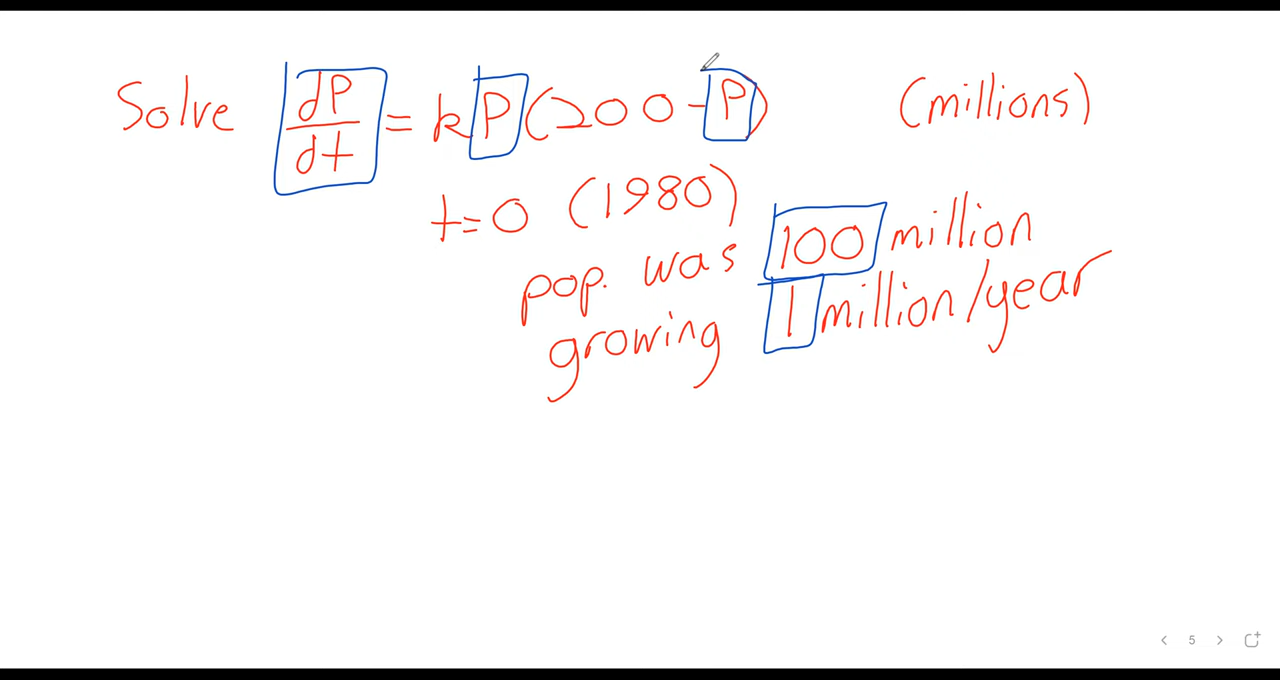 Solve dP/dt = kP(200-P) (millions)
t=0 (1980)
pop. was 100 million
growing 1 million/year
5